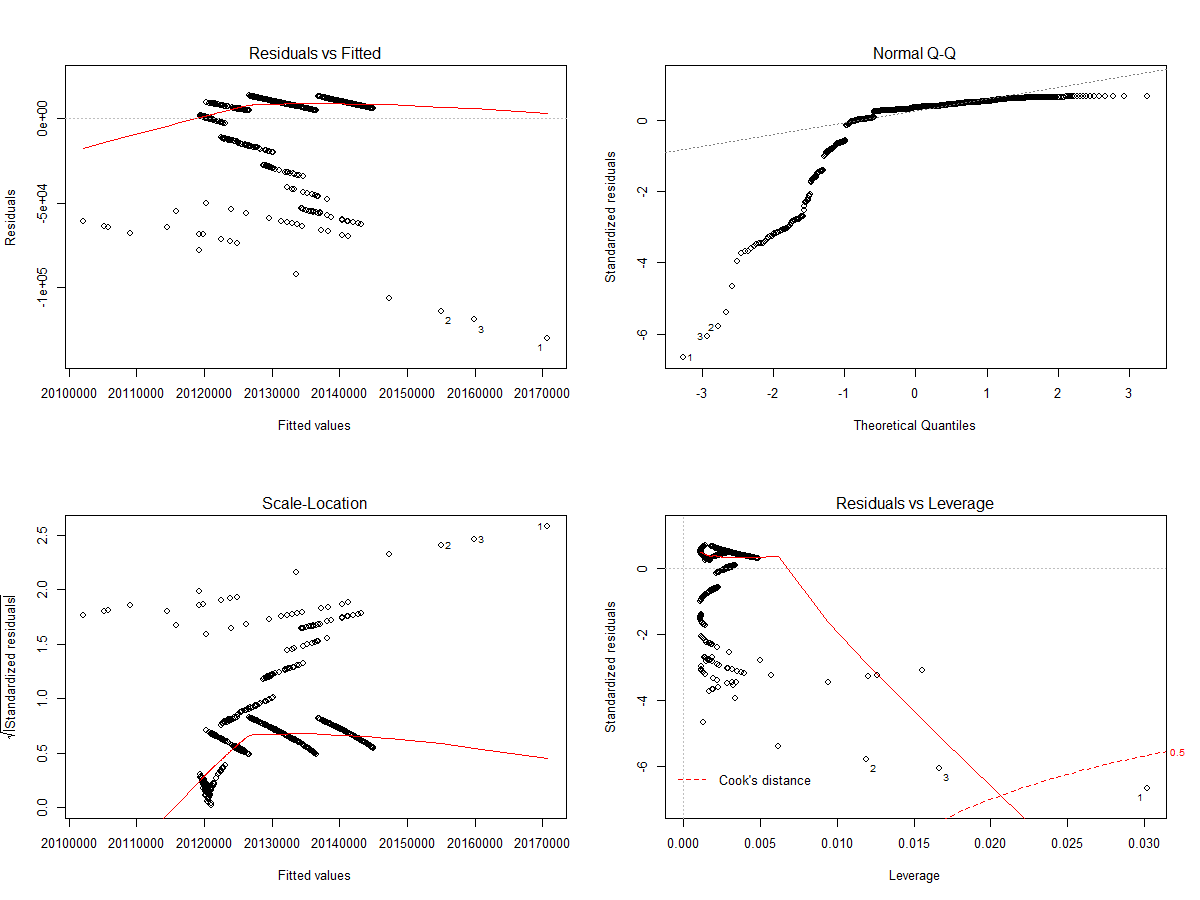 Residuals vs Fitted
Residuals
0e+00
-5e+04
-1e+05
2
3
1
20100000 20110000 20120000 20130000 20140000 20150000 20160000 20170000
Fitted values
Normal Q-Q
Standardized residuals
0
-2
-4
-6
2
3
1
-3 -2 -1 0 1 2 3
Theoretical Quantiles
Scale-Location
√|Standardized residuals|
2.5
2.0
1.5
1.0
0.5
0.0
1
2
3
20100000 20110000 20120000 20130000 20140000 20150000 20160000 20170000
Fitted values
Residuals vs Leverage
Standardized residuals
0
-2
-4
-6
0.5
2
3
1
Cook's distance
0.000 0.005 0.010 0.015 0.020 0.025 0.030
Leverage